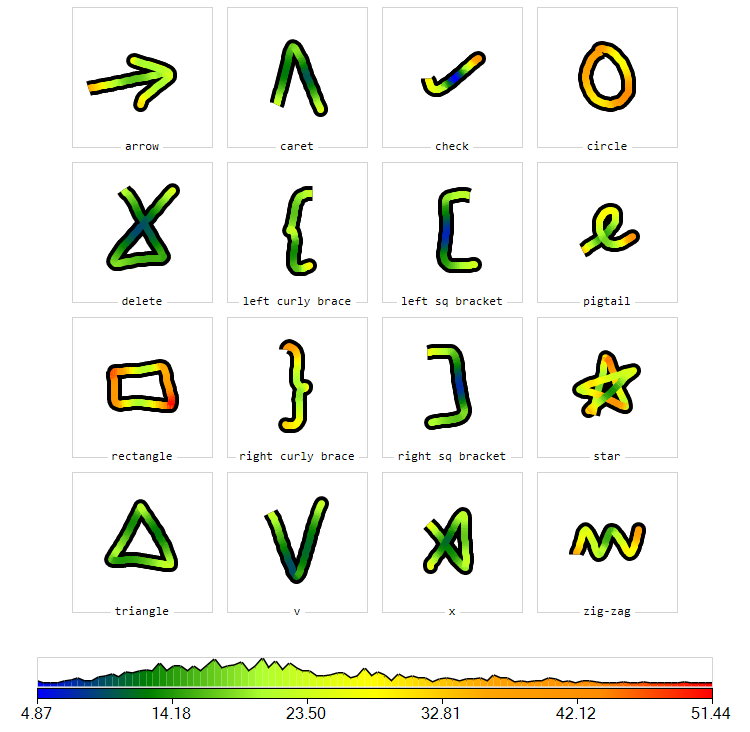 arrow caret check circle
delete left curly brace left sq bracket pigtail
rectangle right curly brace right sq bracket star
triangle v x zig-zag
4.87 14.18 23.50 32.81 42.12 51.44